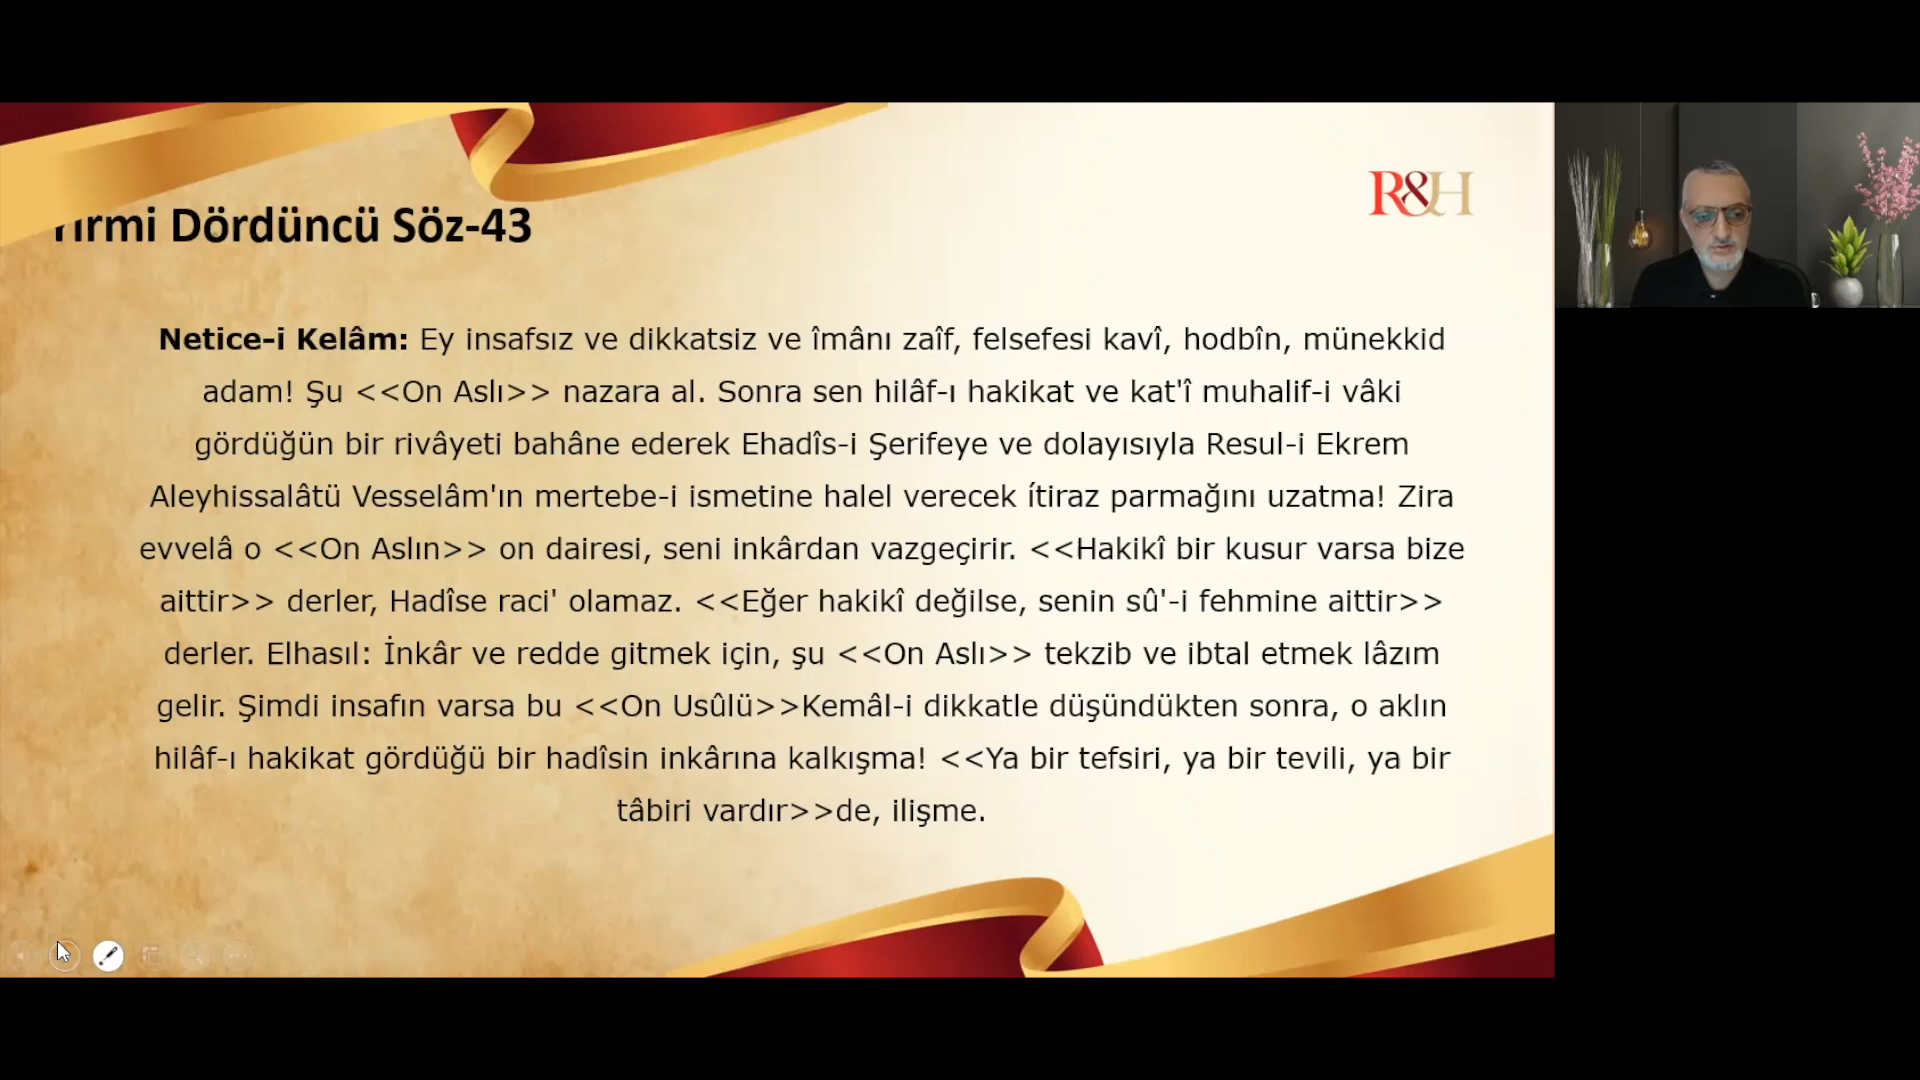 R&H
Yirmi Dördüncü Söz-43
Netice-i Kelâm: Ey insafsız ve dikkatsiz ve îmânı zaîf, felsefesi kavî, hodbîn, münekkid
adam! Şu <<On Aslı>> nazara al. Sonra sen hilâf-ı hakikat ve kat'î muhalif-i vâki
gördüğün bir rivâyeti bahâne ederek Ehadîs-i Şerifeye ve dolayısıyla Resul-i Ekrem
Aleyhissalâtü Vesselâm'ın mertebe-i ismetine halel verecek ítiraz parmağını uzatma! Zira
evvelâ o <<On Aslın>> on dairesi, seni inkârdan vazgeçirir. <<Hakikî bir kusur varsa bize
aittir>> derler, Hadîse raci' olamaz. <<Eğer hakikî değilse, senin sû'-i fehmine aittir>>
derler. Elhasıl: İnkâr ve redde gitmek için, şu <<On Aslı>> tekzib ve ibtal etmek lâzım
gelir. Şimdi insafın varsa bu <<On Usûlü>>Kemâl-i dikkatle düşündükten sonra, o aklın
hilâf-ı hakikat gördüğü bir hadîsin inkârına kalkışma! <<Ya bir tefsiri, ya bir tevili, ya bir
tâbiri vardır>>de, ilişme.